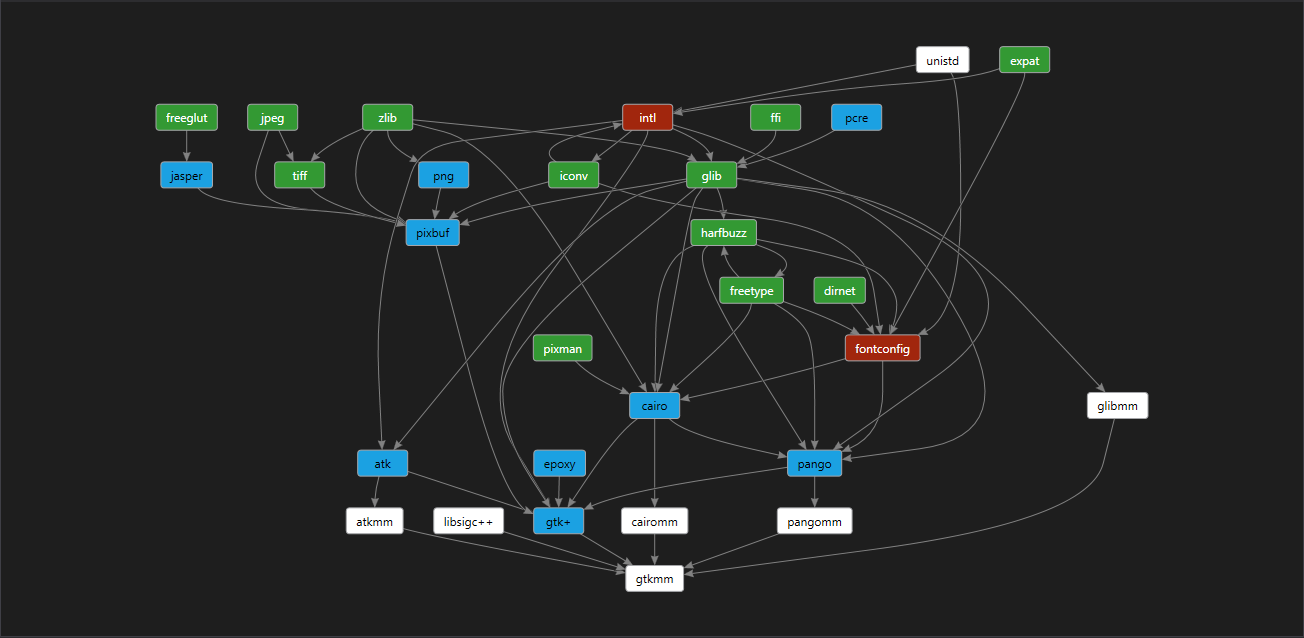 unistd
expat
freeglut
jpeg
zlib
intl
ffi
pcre
jasper
tiff
png
iconv
glib
pixbuf
harfbuzz
freetype
dirnet
pixman
fontconfig
cairo
glibmm
atk
epoxy
pango
atkmm
libsigc++
gtk+
cairomm
pangomm
gtkmm